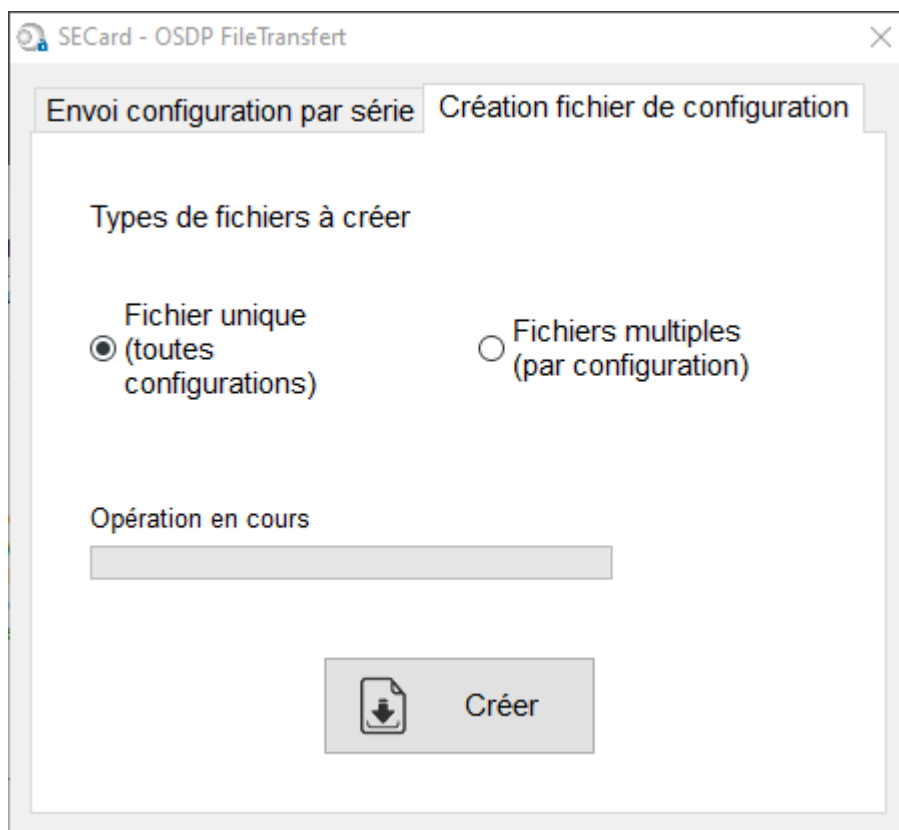 SECard - OSDP FileTransfert
Envoi configuration par série
Création fichier de configuration
Types de fichiers à créer
Fichier unique
(toutes
configurations)
Fichiers multiples
(par configuration)
Opération en cours
Créer